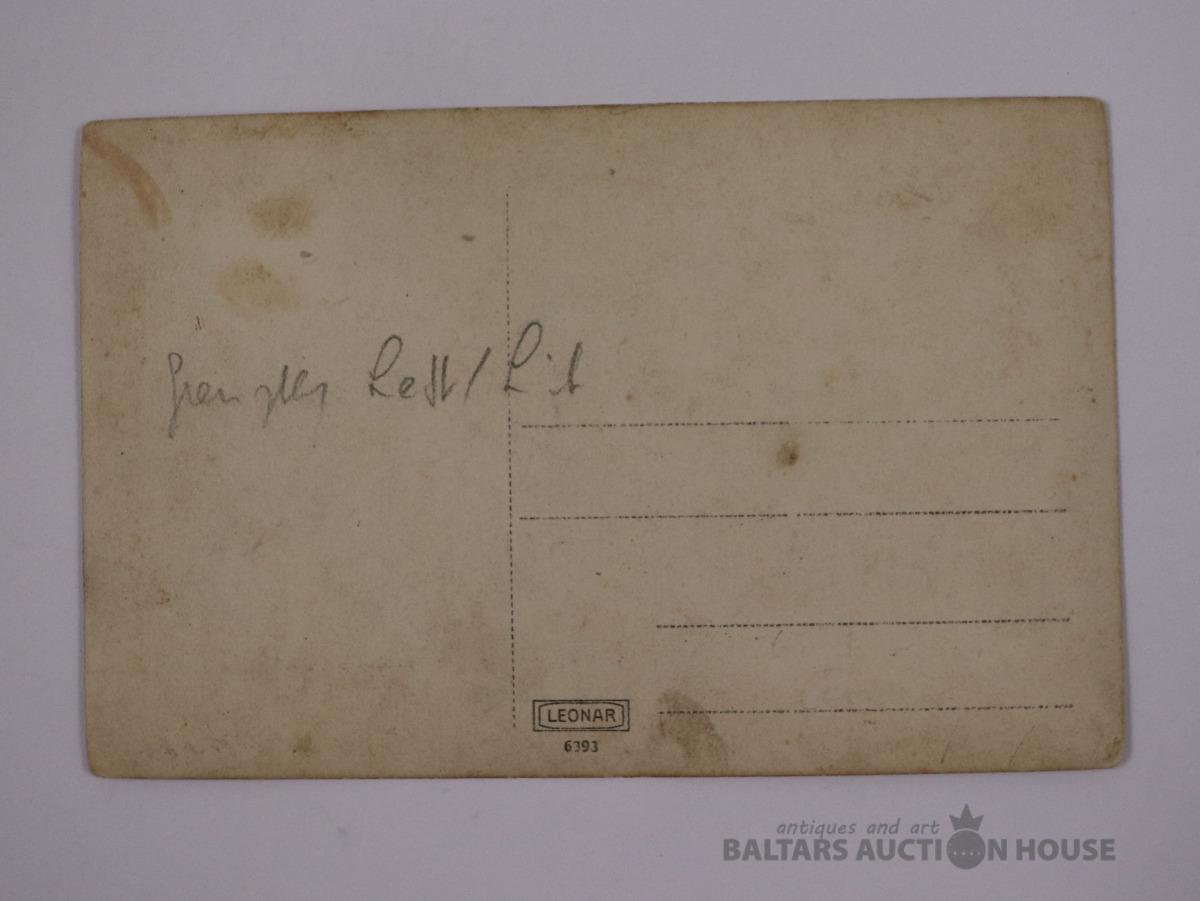 Lett/Lit
LEONAR
6393
antiques and art
BALTARS AUCTION HOUSE